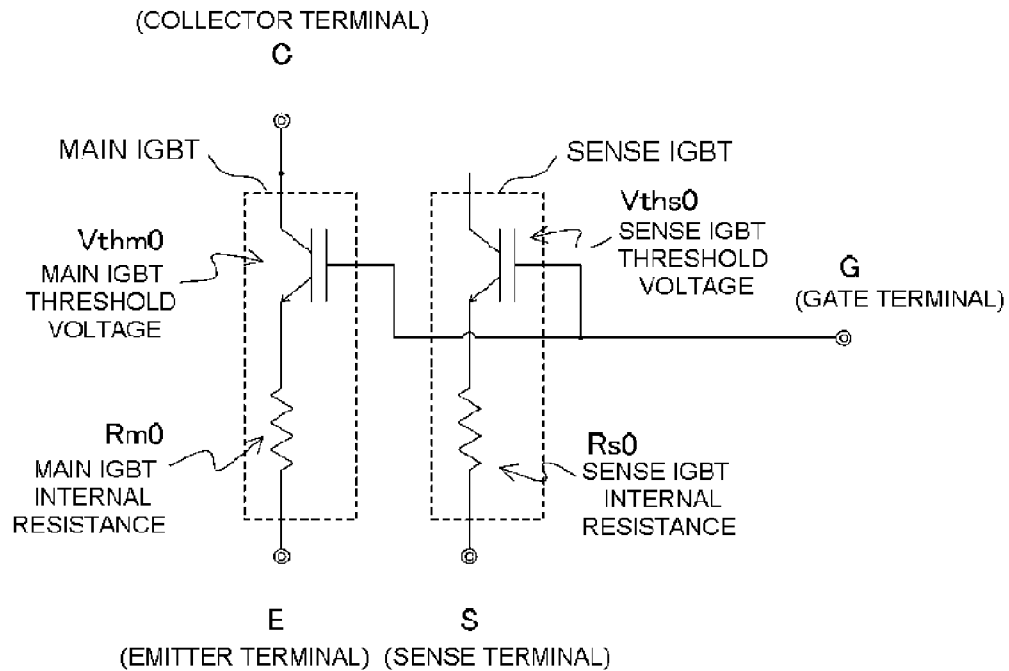 (COLLECTOR TERMINAL)
C
MAIN IGBT
SENSE IGBT
Vthm0
MAIN IGBT
THRESHOLD
VOLTAGE
Vths0
SENSE IGBT
THRESHOLD
VOLTAGE
G
(GATE TERMINAL)
Rm0
MAIN IGBT
INTERNAL
RESISTANCE
Rs0
SENSE IGBT
INTERNAL
RESISTANCE
E
(EMITTER TERMINAL)
S
(SENSE TERMINAL)